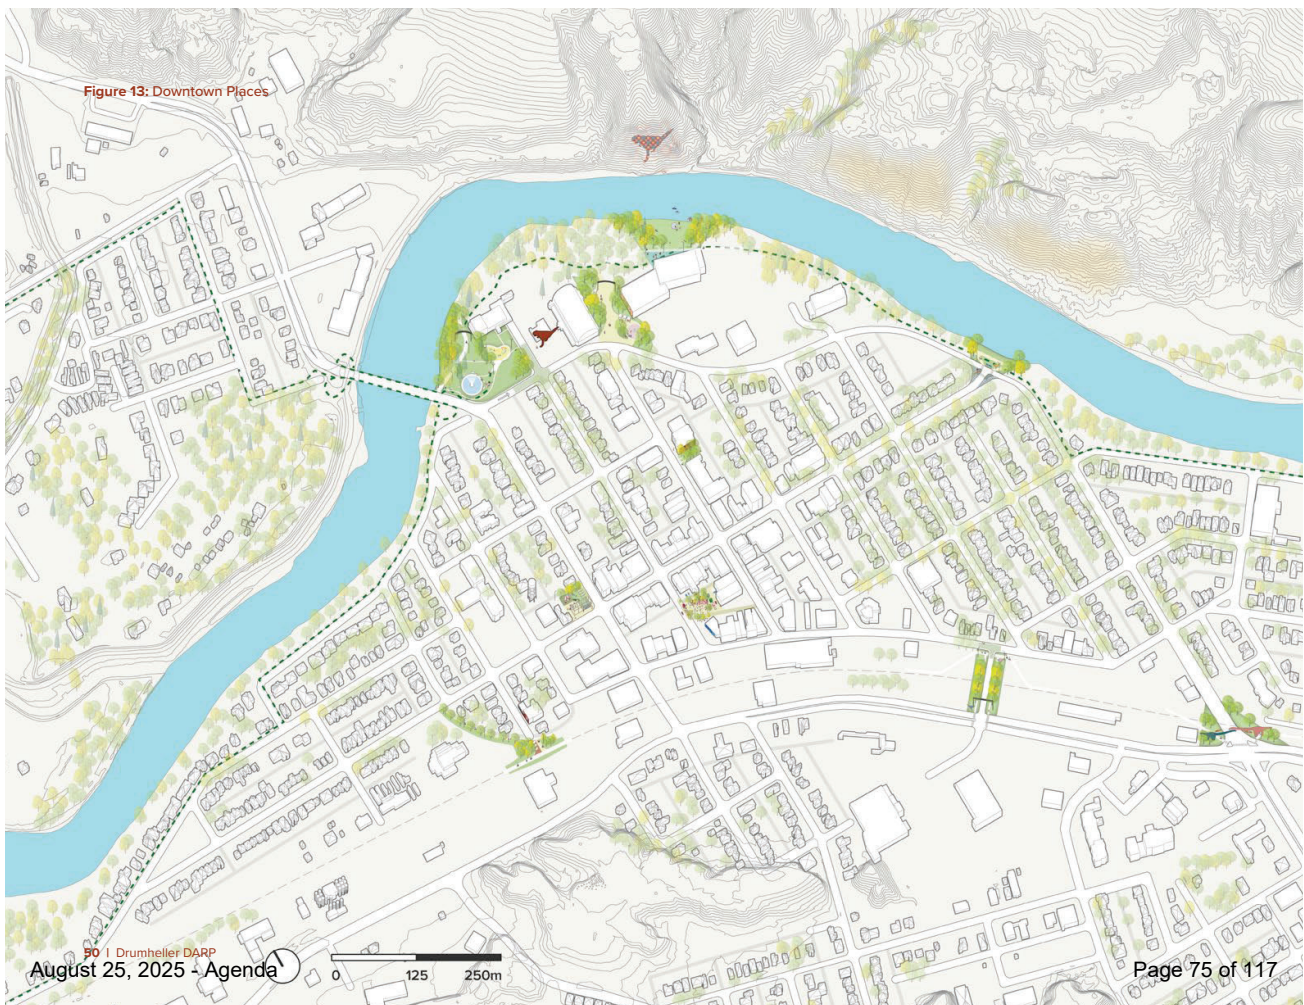 Figure 13: Downtown Places
50 | Drumheller DARP
August 25, 2025 - Agenda
0 125 250m
Page 75 of 117